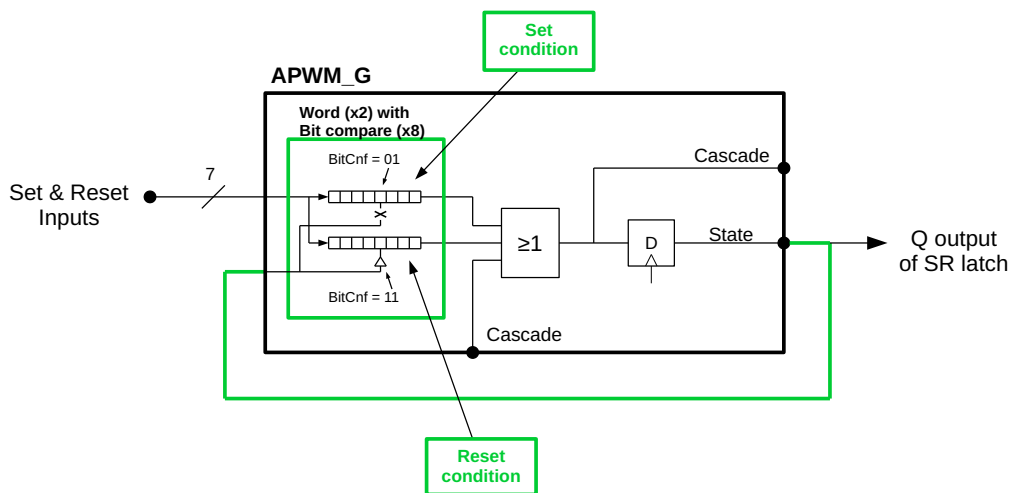 Set
condition
APWM_G
Word (x2) with
Bit compare (x8)
BitCnf = 01
Cascade
7
Set & Reset
Inputs
≥1
D
State
Q output
of SR latch
BitCnf = 11
Cascade
Reset
condition